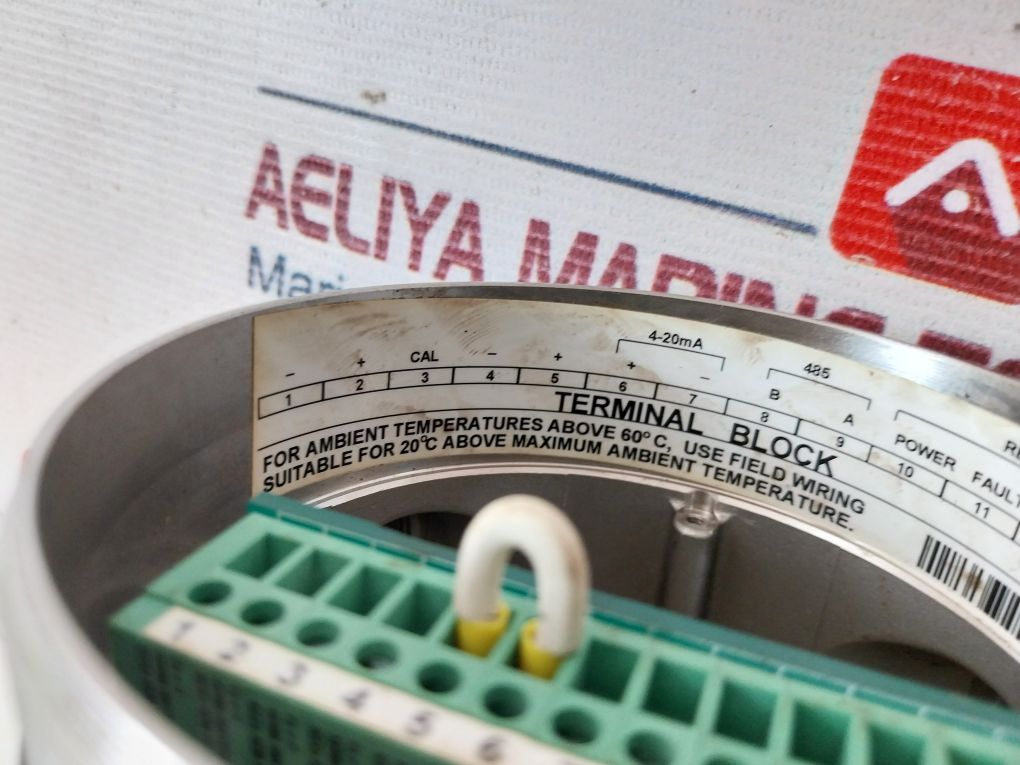 AELIYA MARINE
4-20mA
485
− + CAL − + + − B A
1 2 3 4 5 6 7 8 9 10 11
POWER FAULT
TERMINAL BLOCK
FOR AMBIENT TEMPERATURES ABOVE 60°C, USE FIELD WIRING
SUITABLE FOR 20°C ABOVE MAXIMUM AMBIENT TEMPERATURE.
1 2 3 4 5 6